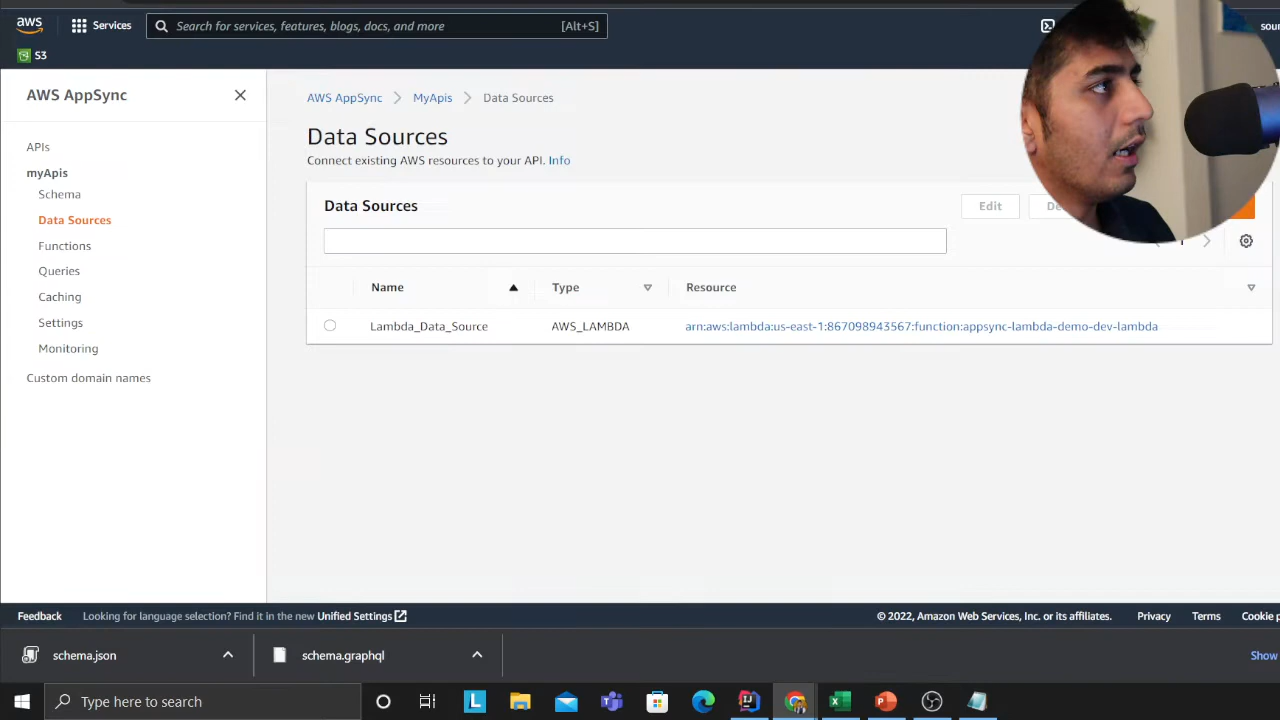 aws
Services
Search for services, features, blogs, docs, and more
[Alt+S]
S3
AWS AppSync
APIs
myApis
Schema
Data Sources
Functions
Queries
Caching
Settings
Monitoring
Custom domain names
AWS AppSync
MyApis
Data Sources
Data Sources
Connect existing AWS resources to your API. Info
Data Sources
Edit
Name
Type
Resource
Lambda_Data_Source
AWS_LAMBDA
arn:aws:lambda:us-east-1:867098943567:function:appsync-lambda-demo-dev-lambda
Feedback
Looking for language selection? Find it in the new Unified Settings
© 2022, Amazon Web Services, Inc. or its affiliates.
Privacy
Terms
Cookie
schema.json
schema.graphql
Show
Type here to search